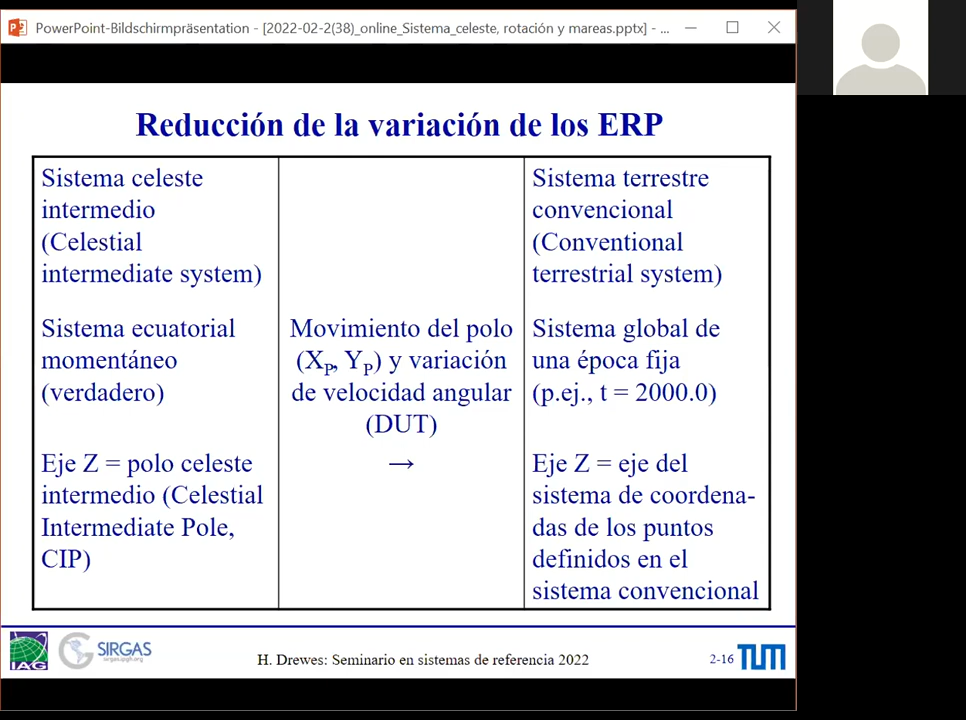 PowerPoint-Bildschirmpräsentation - [2022-02-2(38)_online_Sistema_celeste, rotación y mareas.pptx] - ...
Reducción de la variación de los ERP
Sistema celeste
intermedio
(Celestial
intermediate system)
Sistema terrestre
convencional
(Conventional
terrestrial system)
Sistema ecuatorial
momentáneo
(verdadero)
Movimiento del polo
(XP, YP) y variación
de velocidad angular
(DUT)
→
Sistema global de
una época fija
(p.ej., t = 2000.0)
Eje Z = polo celeste
intermedio (Celestial
Intermediate Pole,
CIP)
Eje Z = eje del
sistema de coordena-
das de los puntos
definidos en el
sistema convencional
IAG
SIRGAS
sirgas.ipgh.org
H. Drewes: Seminario en sistemas de referencia 2022
2-16
TUM